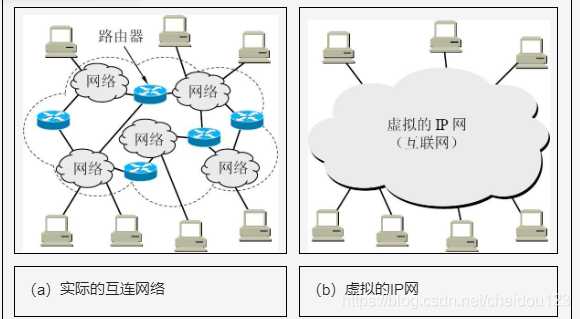 路由器
网络
网络
网络
网络
网络
虚拟的 IP 网
（互联网）
（a）实际的互连网络
（b）虚拟的IP网
https://blog.csdn.net/cheidou123